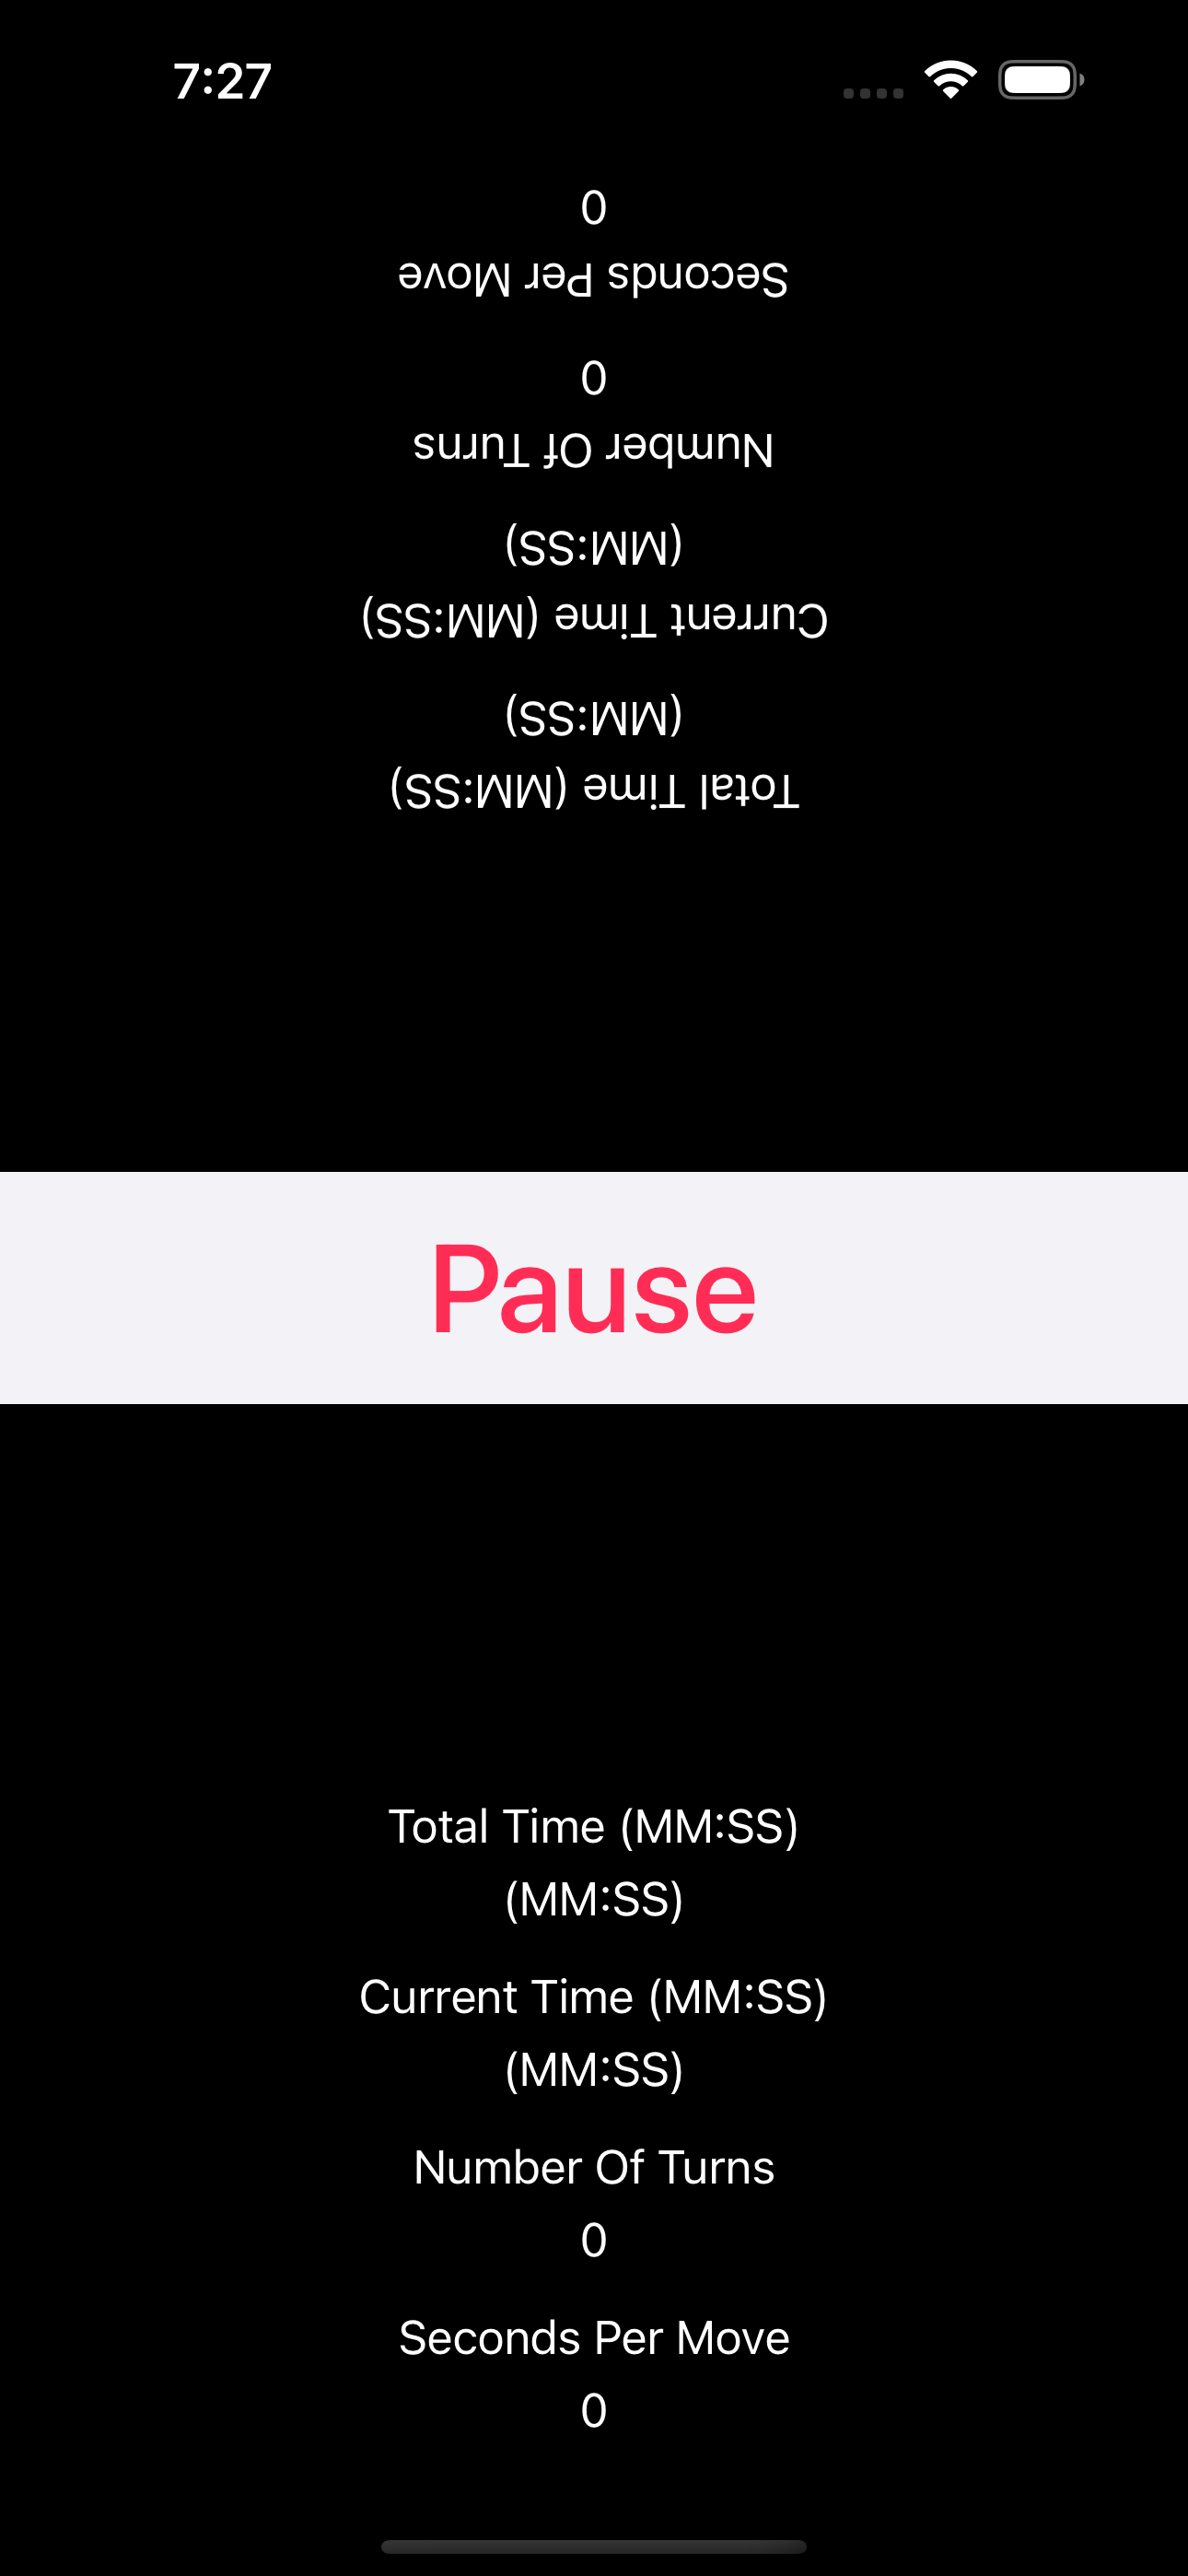 7:27
0
Seconds Per Move
0
Number Of Turns
(MM:SS)
Current Time (MM:SS)
(MM:SS)
Total Time (MM:SS)
Pause
Total Time (MM:SS)
(MM:SS)
Current Time (MM:SS)
(MM:SS)
Number Of Turns
0
Seconds Per Move
0